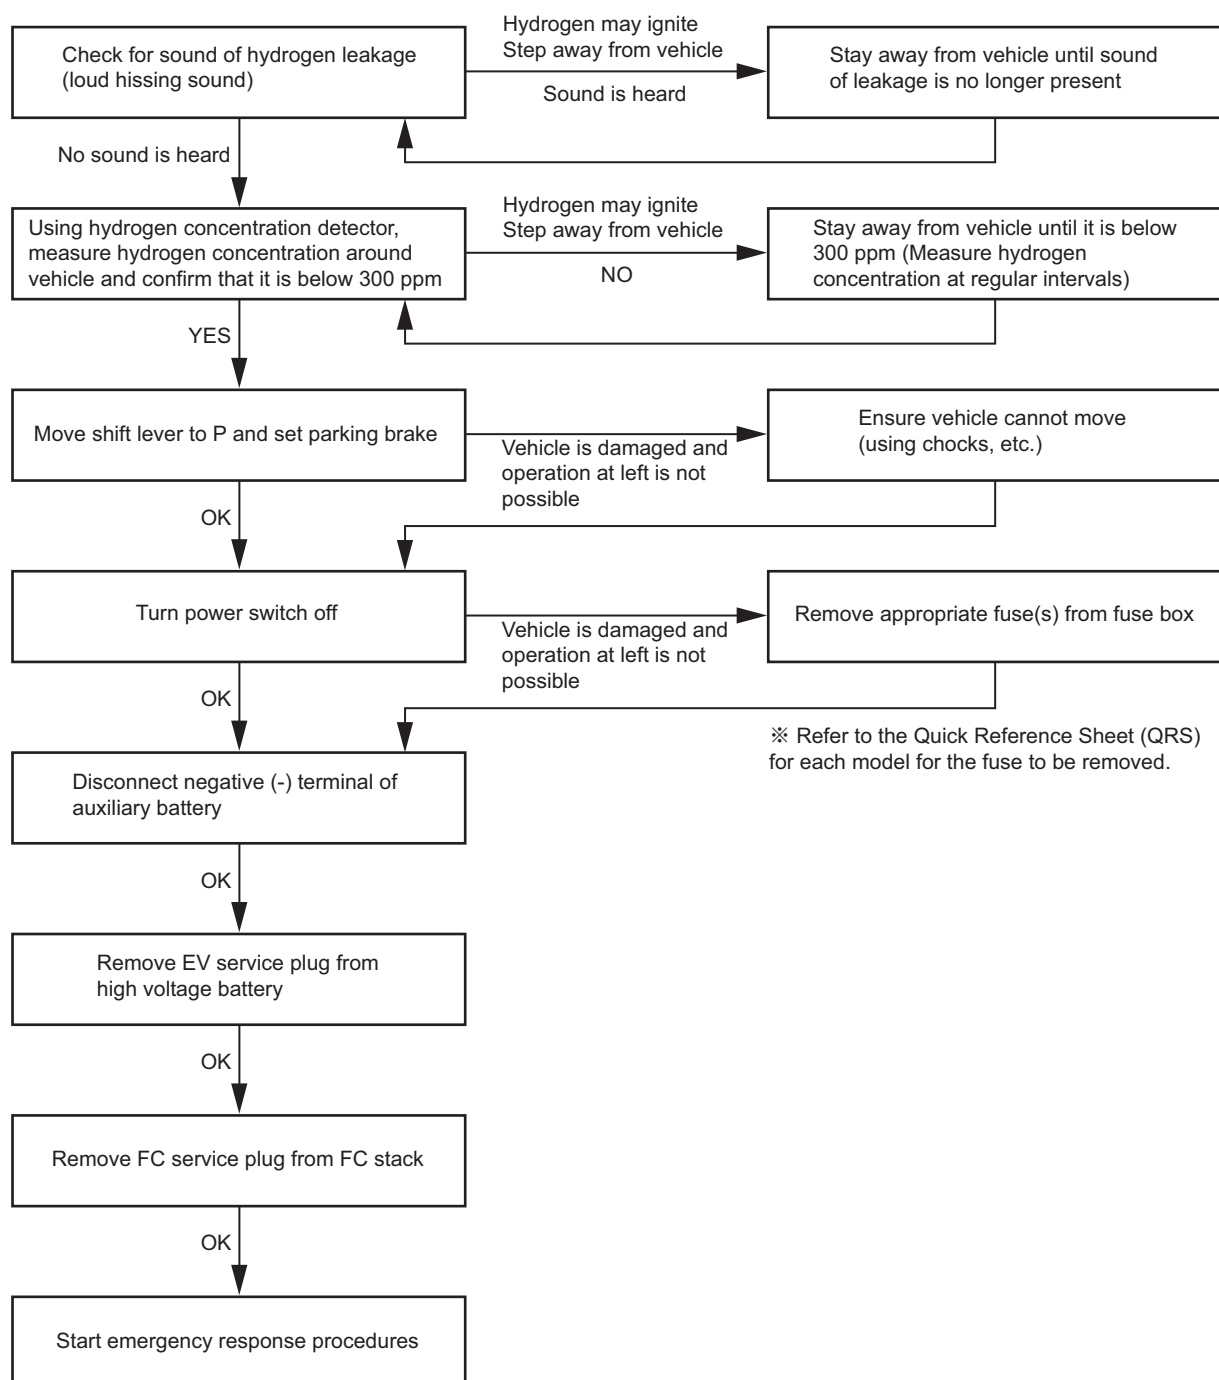 Check for sound of hydrogen leakage
(loud hissing sound)
Hydrogen may ignite
Step away from vehicle
Sound is heard
Stay away from vehicle until sound
of leakage is no longer present
No sound is heard
Using hydrogen concentration detector,
measure hydrogen concentration around
vehicle and confirm that it is below 300 ppm
Hydrogen may ignite
Step away from vehicle
NO
Stay away from vehicle until it is below
300 ppm (Measure hydrogen
concentration at regular intervals)
YES
Move shift lever to P and set parking brake
Vehicle is damaged and
operation at left is not
possible
Ensure vehicle cannot move
(using chocks, etc.)
OK
Turn power switch off
Vehicle is damaged and
operation at left is not
possible
Remove appropriate fuse(s) from fuse box
OK
※ Refer to the Quick Reference Sheet (QRS)
for each model for the fuse to be removed.
Disconnect negative (-) terminal of
auxiliary battery
OK
Remove EV service plug from
high voltage battery
OK
Remove FC service plug from FC stack
OK
Start emergency response procedures